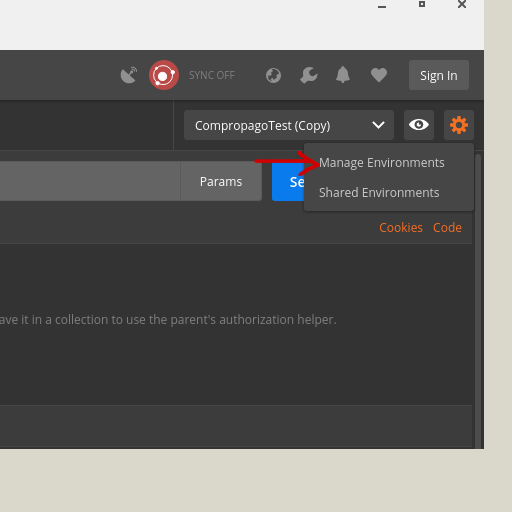 SYNC OFF
Sign In
CompropagoTest (Copy)
Manage Environments
Params
Se
Shared Environments
Cookies Code
ave it in a collection to use the parent's authorization helper.